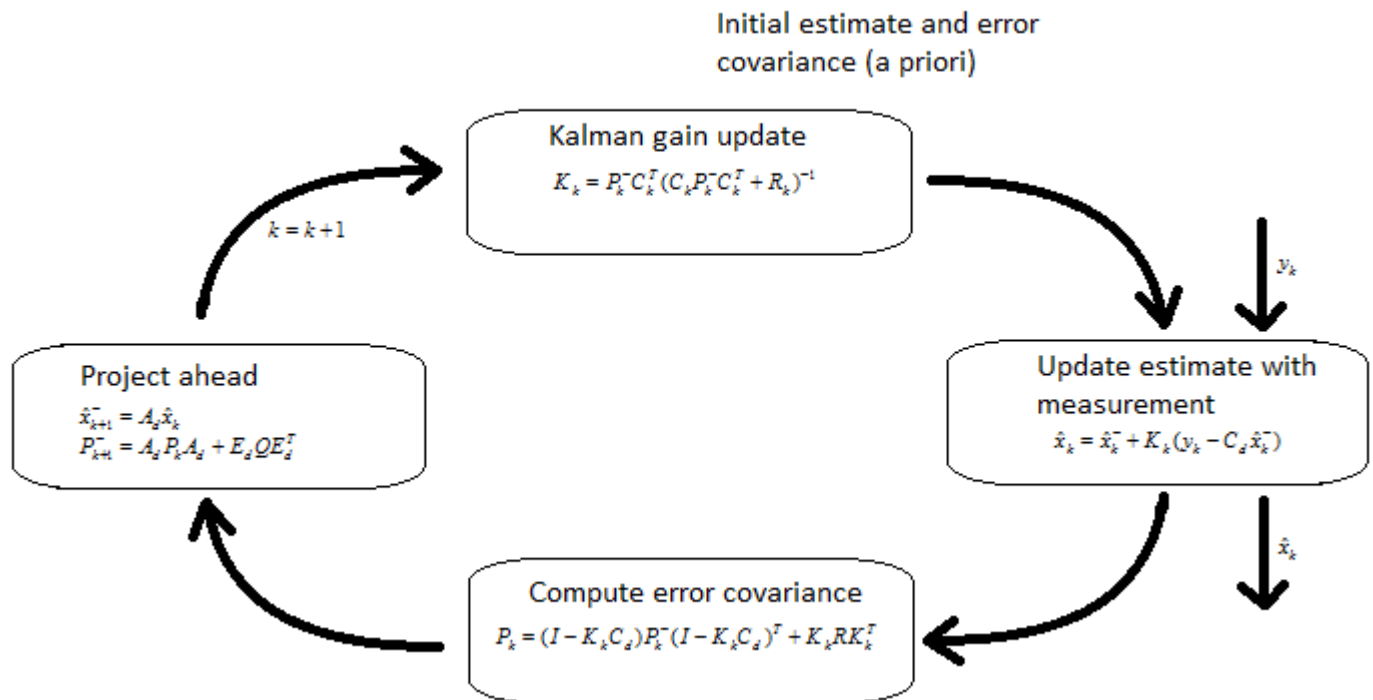 Initial estimate and error
covariance (a priori)
Kalman gain update
K_k = P_k^- C_k^T (C_k P_k^- C_k^T + R_k)^{-1}
k = k+1
y_k
Project ahead
x̂_{k+1}^- = A_d x̂_k
P_{k+1}^- = A_d P_k A_d + E_d Q E_d^T
Update estimate with
measurement
x̂_k = x̂_k^- + K_k (y_k − C_d x̂_k^-)
x̂_k
Compute error covariance
P_k = (I − K_k C_d) P_k^- (I − K_k C_d)^T + K_k R K_k^T